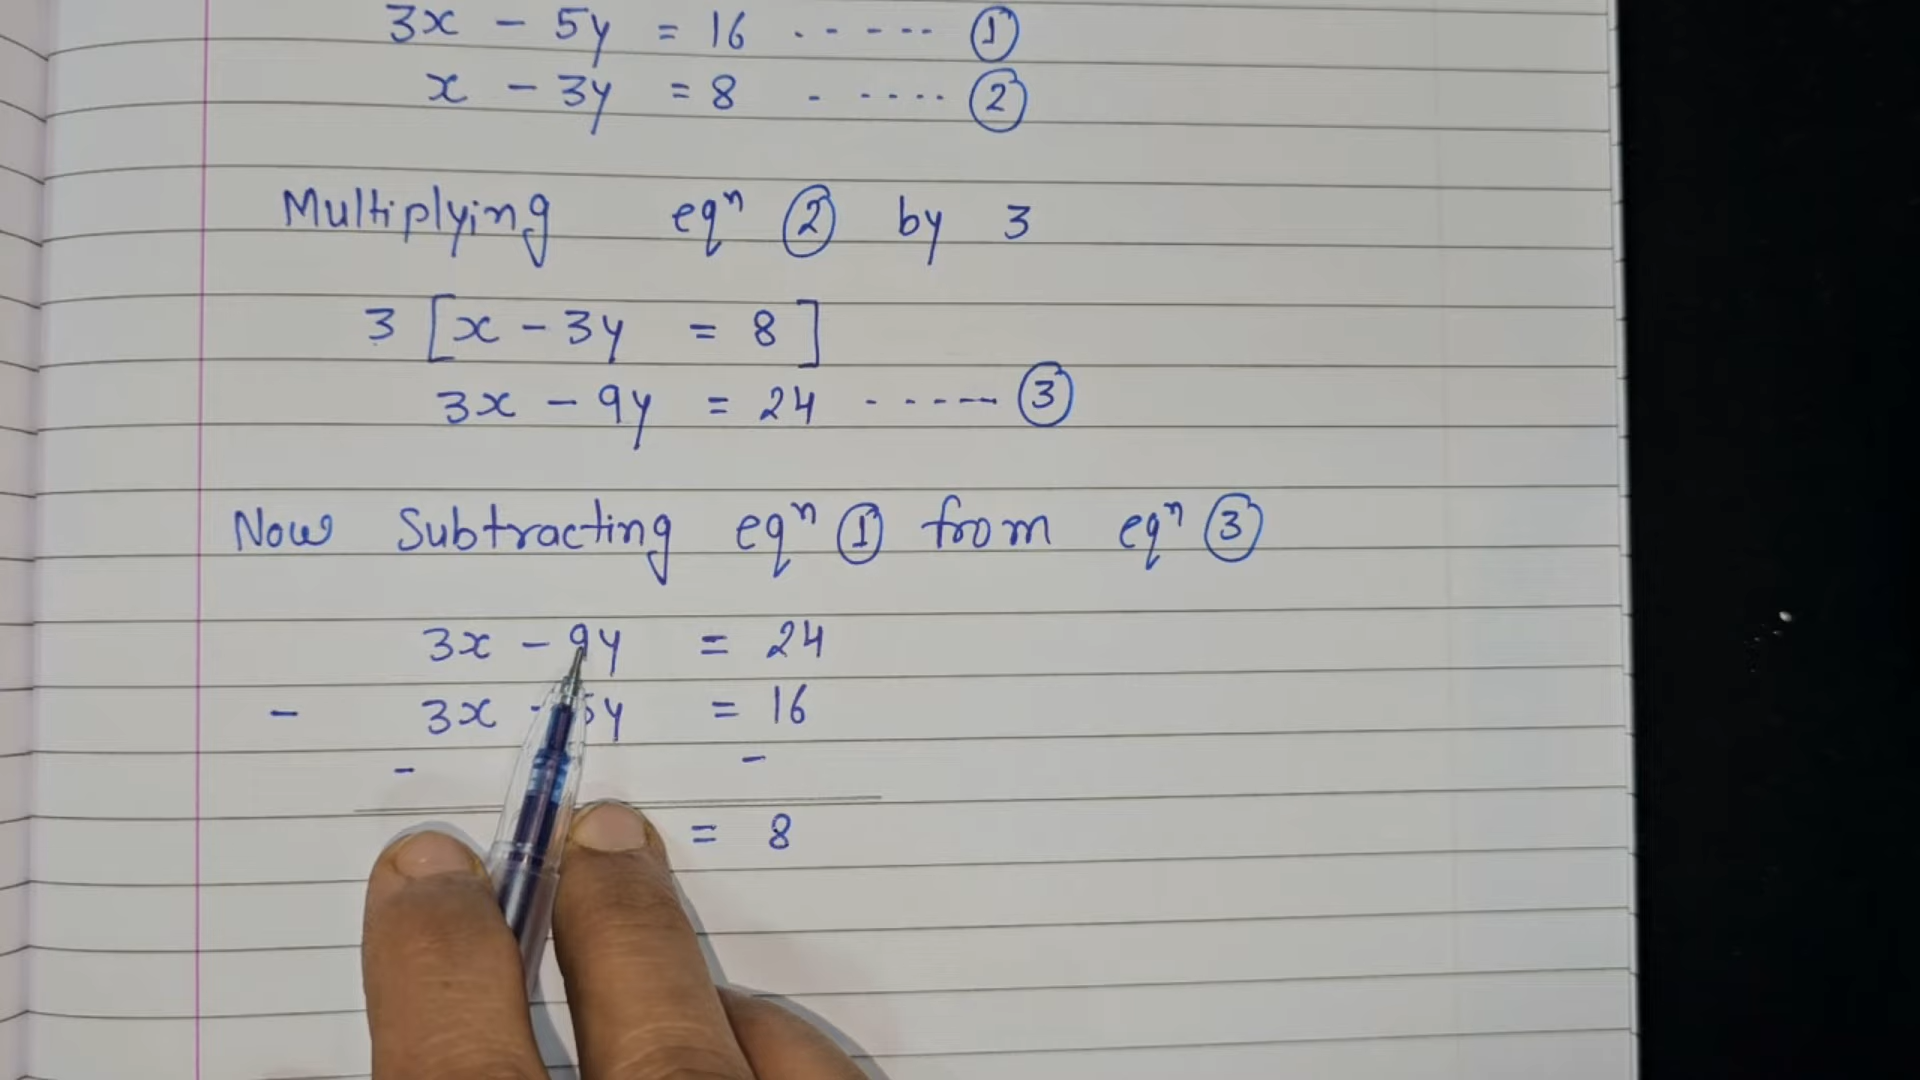 3x - 5y = 16 ------ ①
x - 3y = 8 - ---- ②
Multiplying eqⁿ ② by 3
3 [x - 3y = 8]
3x - 9y = 24 ------ ③
Now Subtracting eqⁿ ① from eqⁿ ③
3x - 9y = 24
- 3x - 5y = 16
- -
= 8